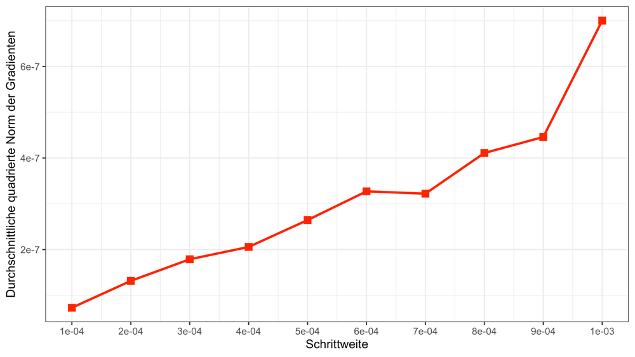 Durchschnittliche quadrierte Norm der Gradienten
6e-7
4e-7
2e-7
1e-04 2e-04 3e-04 4e-04 5e-04 6e-04 7e-04 8e-04 9e-04 1e-03
Schrittweite